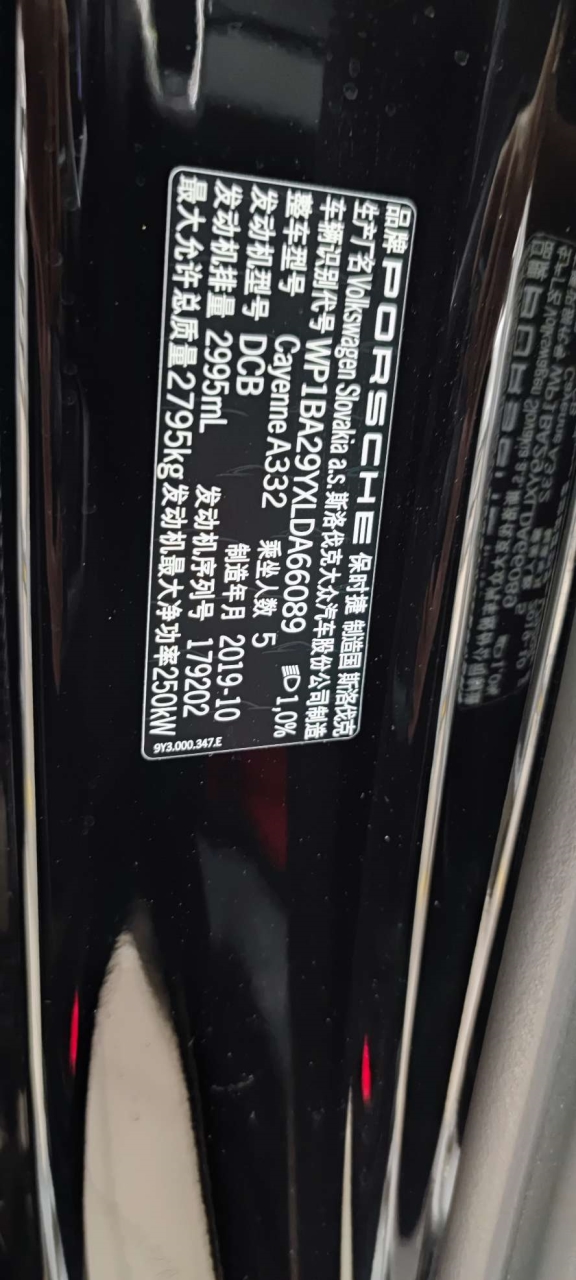 品牌 PORSCHE 保时捷 制造国 斯洛伐克
生产厂名 Volkswagen Slovakia a.s. 斯洛伐克大众汽车股份公司制造
车辆识别代号 WP1BA29YXLDA66089 1,0%
整车型号 Cayenne A332 乘坐人数 5
发动机型号 DCB 制造年月 2019-10
发动机排量 2995mL 发动机序列号 179202
最大允许总质量 2795kg 发动机最大净功率 250kW
9Y3.000.347.E